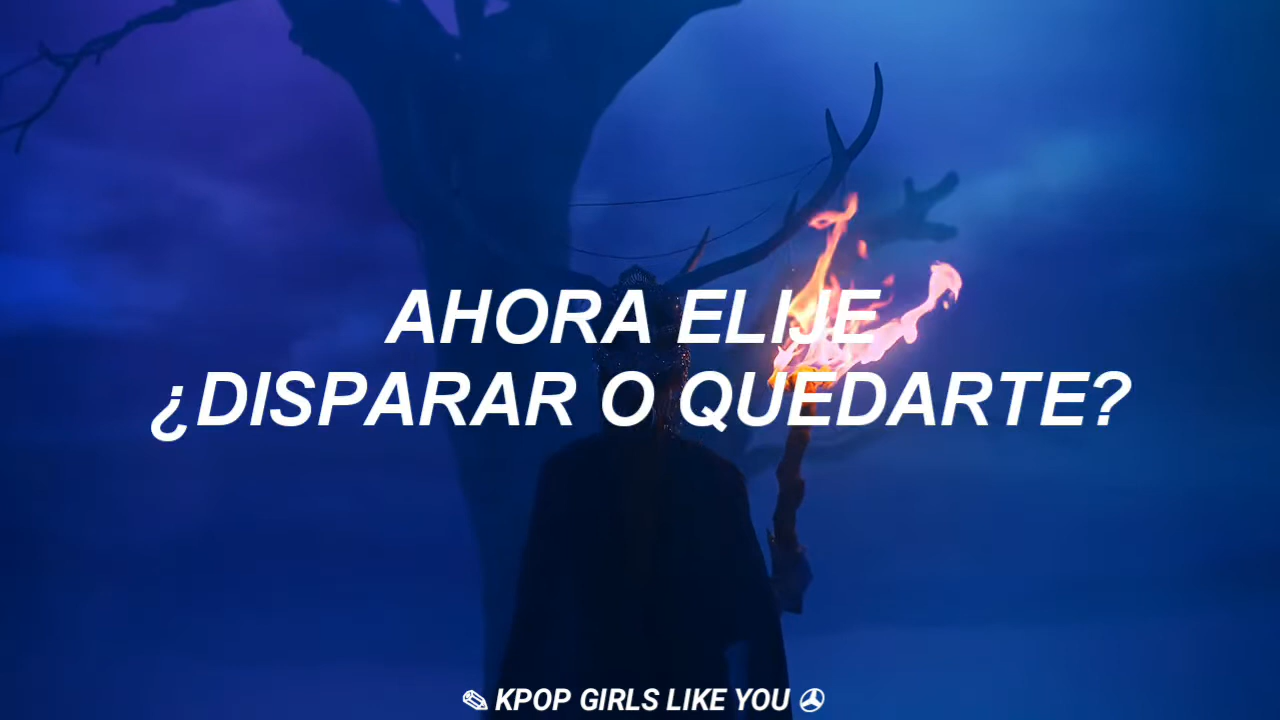 AHORA ELIJE
¿DISPARAR O QUEDARTE?
✎ KPOP GIRLS LIKE YOU ✇